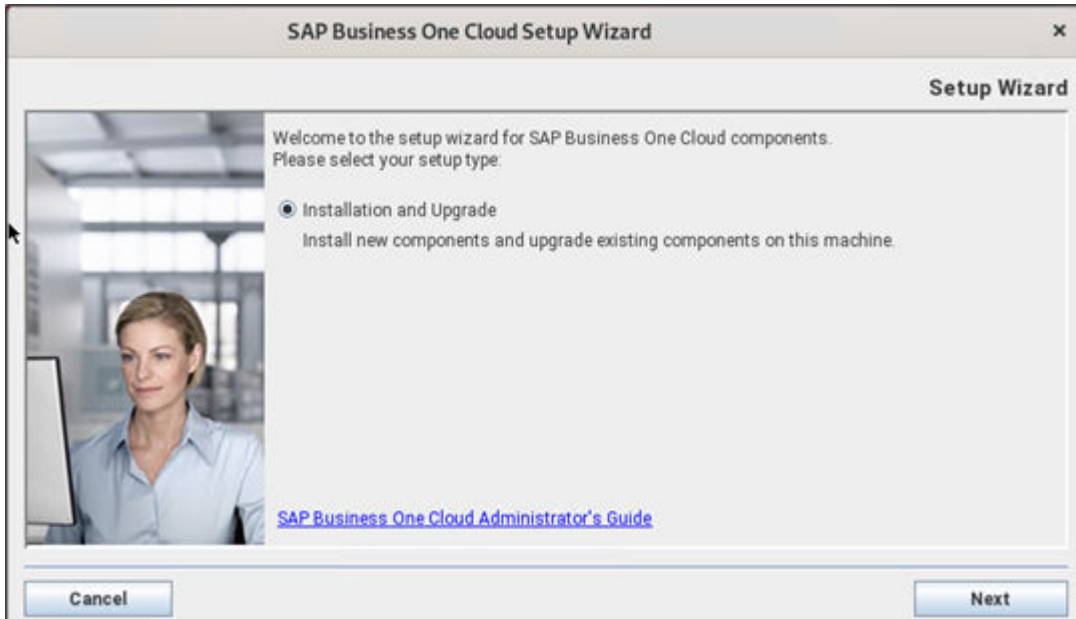 SAP Business One Cloud Setup Wizard
×
Setup Wizard
Welcome to the setup wizard for SAP Business One Cloud components.
Please select your setup type:
Installation and Upgrade
Install new components and upgrade existing components on this machine.
SAP Business One Cloud Administrator's Guide
Cancel
Next